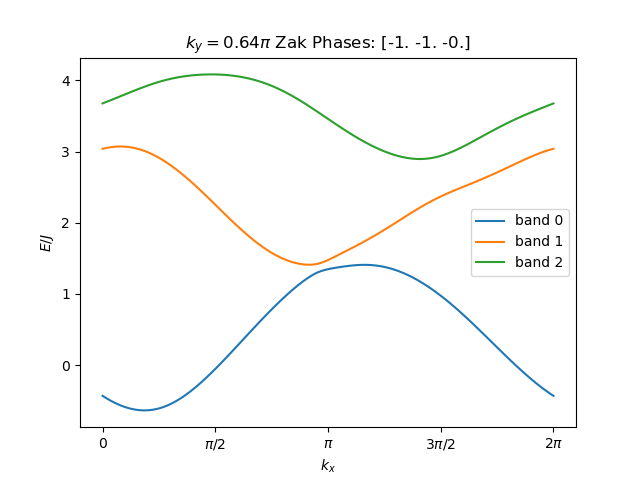 $k_y = 0.64\pi$ Zak Phases: [-1. -1. -0.]
E/J
4
3
2
1
0
band 0
band 1
band 2
0
π/2
π
3π/2
2π
$k_x$